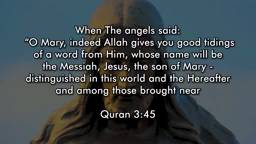 When The angels said:
"O Mary, indeed Allah gives you good tidings
of a word from Him, whose name will be
the Messiah, Jesus, the son of Mary -
distinguished in this world and the Hereafter
and among those brought near
Quran 3:45